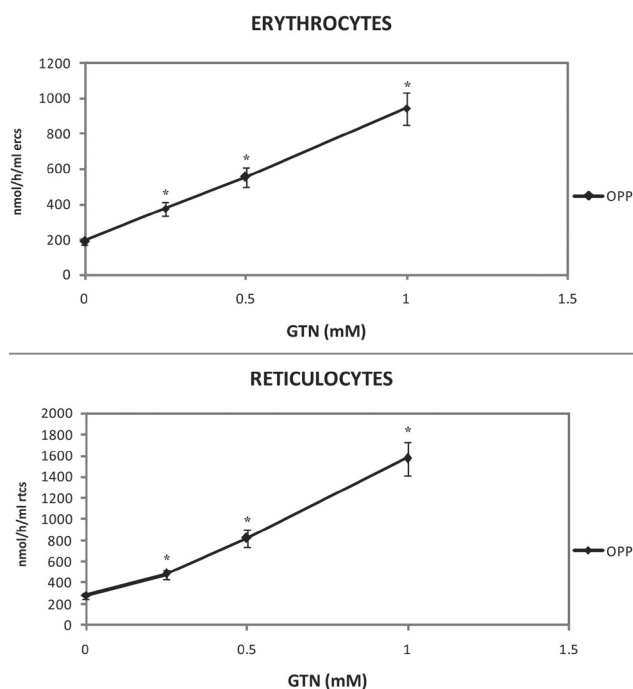 ERYTHROCYTES
1200
1000
800
600
400
200
0
nmol/h/ml ercs
*
*
*
OPP
0 0.5 1 1.5
GTN (mM)
RETICULOCYTES
2000
1800
1600
1400
1200
1000
800
600
400
200
0
nmol/h/ml rtcs
*
*
*
OPP
0 0.5 1 1.5
GTN (mM)